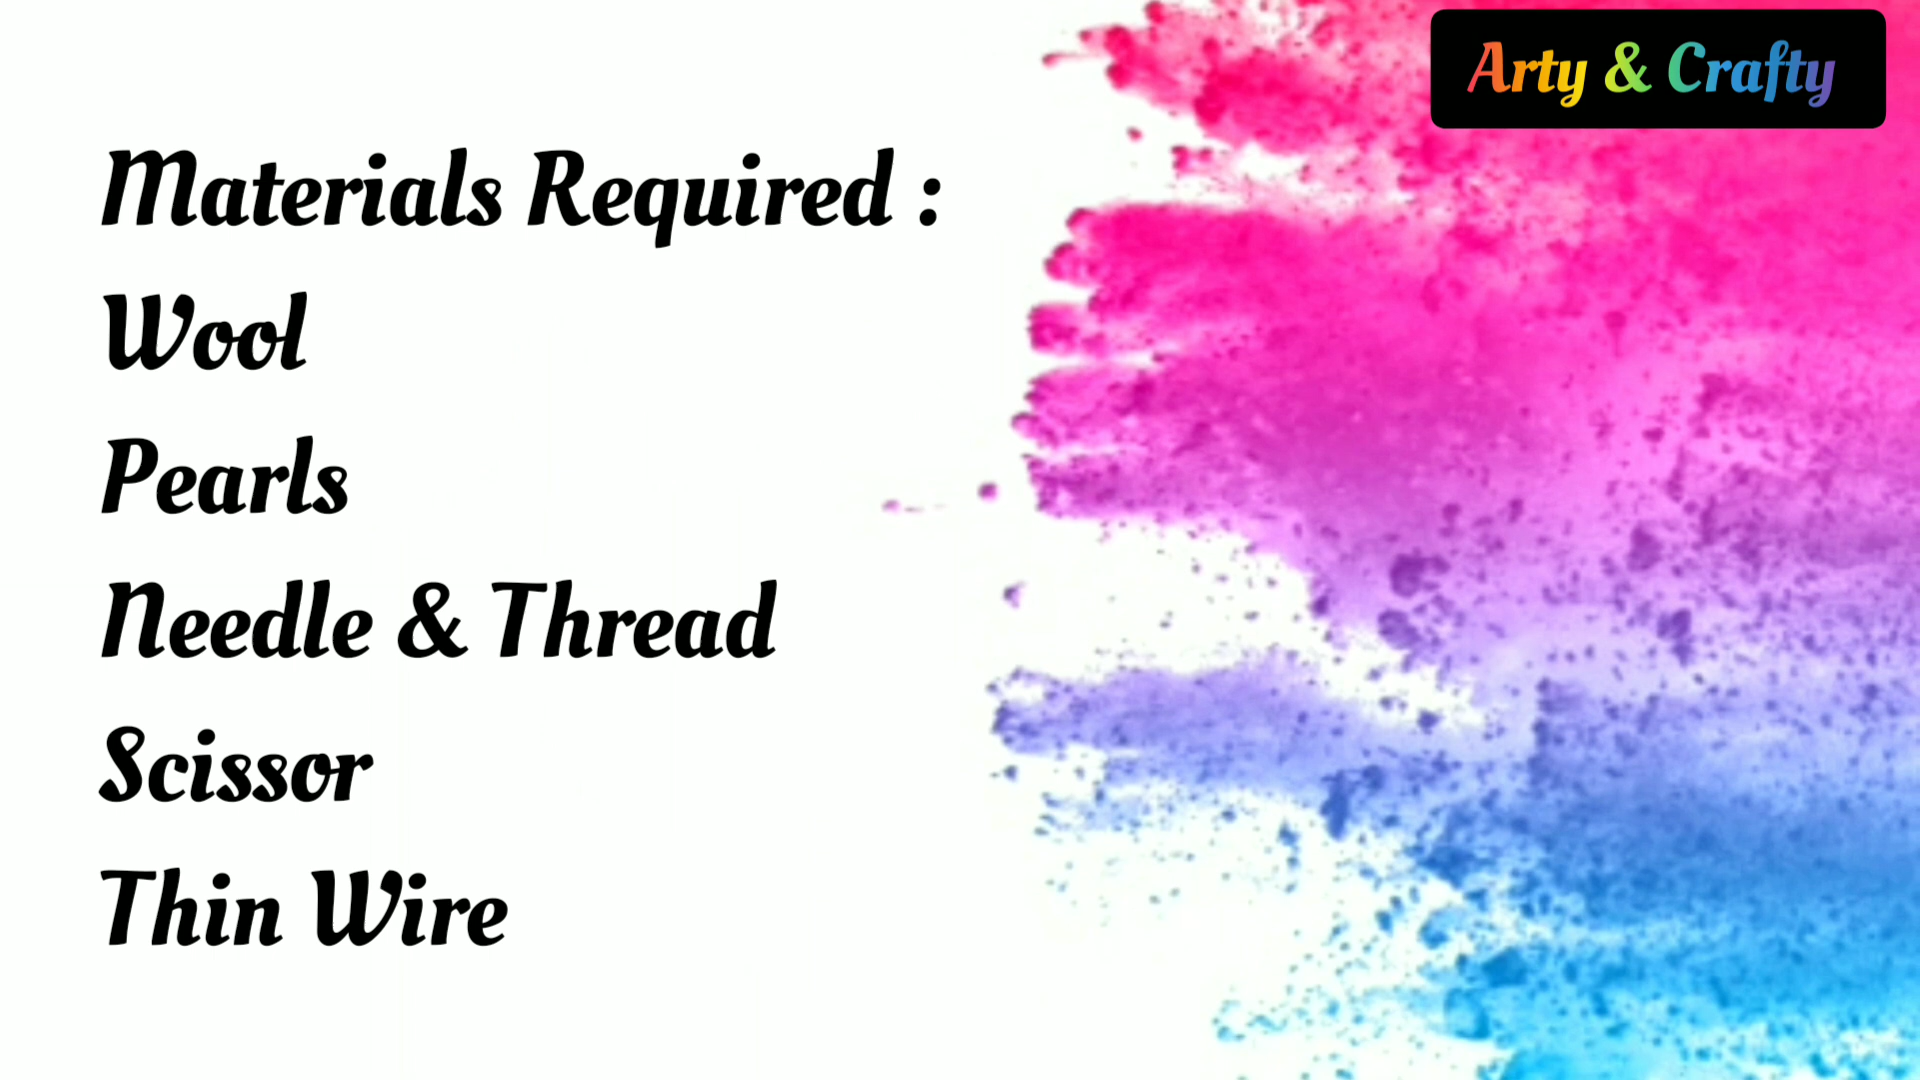 Arty & Crafty
Materials Required :
Wool
Pearls
Needle & Thread
Scissor
Thin Wire